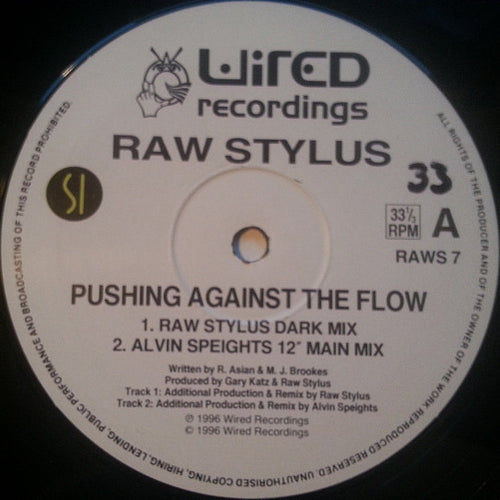 WIRED
recordings
RAW STYLUS
33
SI
33⅓
RPM
A
RAWS 7
PUSHING AGAINST THE FLOW
1. RAW STYLUS DARK MIX
2. ALVIN SPEIGHTS 12" MAIN MIX
Written by R. Asian & M. J. Brookes
Produced by Gary Katz & Raw Stylus
Track 1: Additional Production & Remix by Raw Stylus
Track 2: Additional Production & Remix by Alvin Speights
℗ 1996 Wired Recordings
© 1996 Wired Recordings
ALL RIGHTS OF THE PRODUCER AND OF THE OWNER OF THE WORK REPRODUCED RESERVED. UNAUTHORISED COPYING, HIRING, LENDING, PUBLIC PERFORMANCE AND BROADCASTING OF THIS RECORD PROHIBITED.